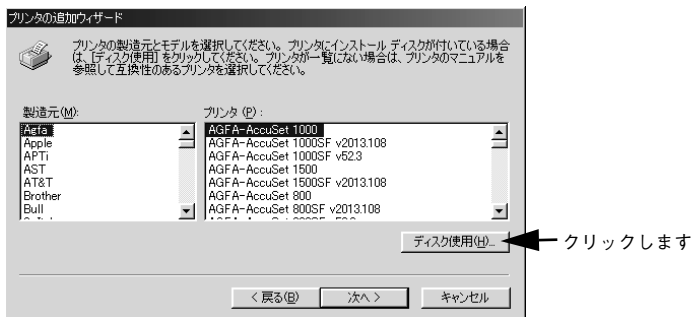 プリンタの追加ウィザード
プリンタの製造元とモデルを選択してください。プリンタにインストール ディスクが付いている場合
は、[ディスク使用] をクリックしてください。プリンタが一覧にない場合は、プリンタのマニュアルを
参照して互換性のあるプリンタを選択してください。
製造元(M):
Agfa
Apple
APTi
AST
AT&T
Brother
Bull
プリンタ (P) :
AGFA-AccuSet 1000
AGFA-AccuSet 1000SF v2013.108
AGFA-AccuSet 1000SF v52.3
AGFA-AccuSet 1500
AGFA-AccuSet 1500SF v2013.108
AGFA-AccuSet 800
AGFA-AccuSet 800SF v2013.108
ディスク使用(H)...
クリックします
< 戻る(B)
次へ >
キャンセル